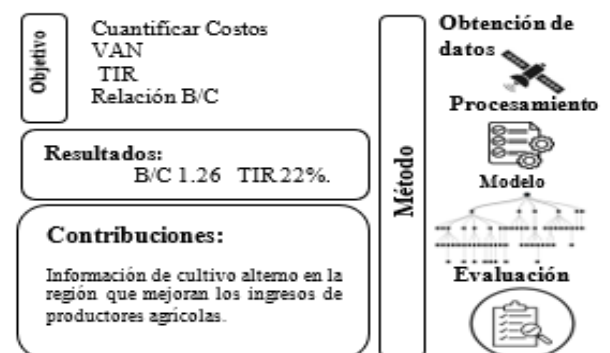 Objetivo
Cuantificar Costos
VAN
TIR
Relación B/C
Resultados:
B/C 1.26 TIR 22%.
Contribuciones:
Información de cultivo alterno en la
región que mejoran los ingresos de
productores agrícolas.
Método
Obtención de
datos
Procesamiento
Modelo
Evaluación